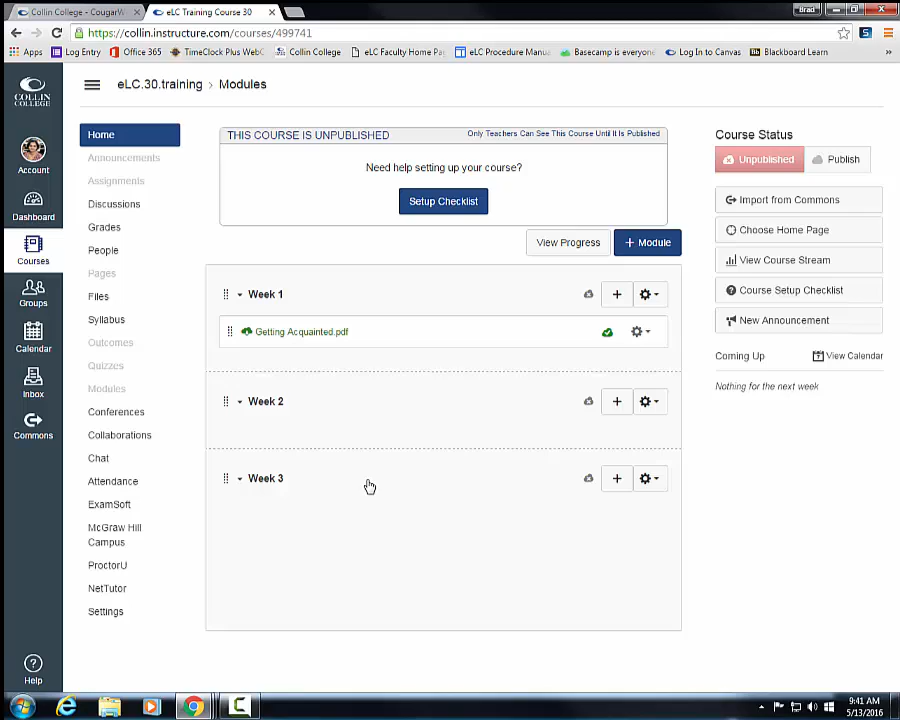 Collin College - CougarW
eLC Training Course 30
Brad
https://collin.instructure.com/courses/499741
Apps
Log Entry
Office 365
TimeClock Plus WebC
Collin College
eLC Faculty Home Pa
eLC Procedure Manu
Basecamp is everyone
Log In to Canvas
Bb
Blackboard Learn
»
COLLIN COLLEGE
Account
Dashboard
Courses
Groups
Calendar
Inbox
Commons
Help
eLC.30.training > Modules
Home
Announcements
Assignments
Discussions
Grades
People
Pages
Files
Syllabus
Outcomes
Quizzes
Modules
Conferences
Collaborations
Chat
Attendance
ExamSoft
McGraw Hill
Campus
ProctorU
NetTutor
Settings
THIS COURSE IS UNPUBLISHED
Only Teachers Can See This Course Until It Is Published
Need help setting up your course?
Setup Checklist
View Progress
+ Module
Week 1
Getting Acquainted.pdf
Week 2
Week 3
Course Status
Unpublished
Publish
Import from Commons
Choose Home Page
View Course Stream
Course Setup Checklist
New Announcement
Coming Up
View Calendar
Nothing for the next week
9:41 AM
5/13/2016